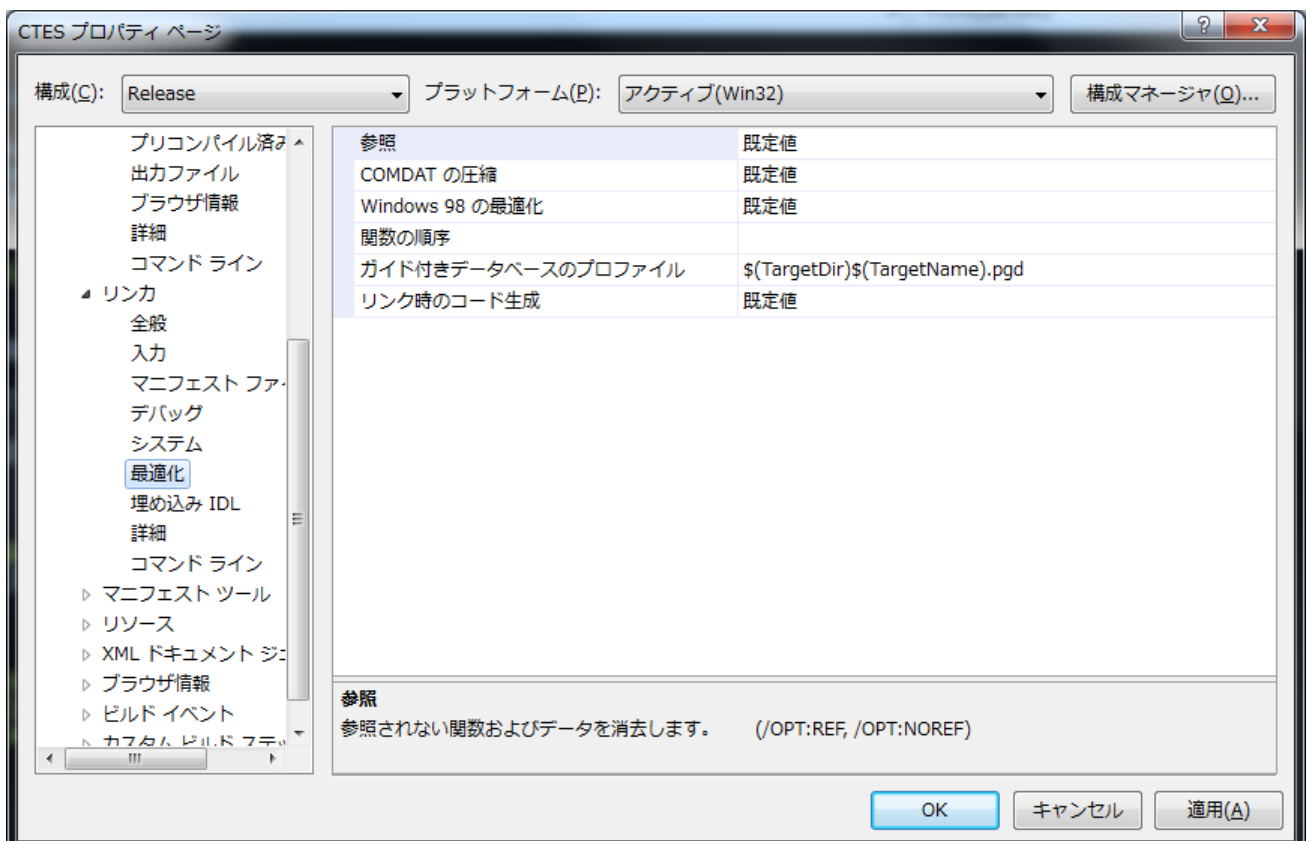 CTES プロパティ ページ
構成(C): Release プラットフォーム(P): アクティブ(Win32) 構成マネージャ(O)...
プリコンパイル済み
出力ファイル
ブラウザ情報
詳細
コマンド ライン
リンカ
全般
入力
マニフェスト ファイ
デバッグ
システム
最適化
埋め込み IDL
詳細
コマンド ライン
マニフェスト ツール
リソース
XML ドキュメント ジェ
ブラウザ情報
ビルド イベント
カスタム ビルド ステッ
参照 既定値
COMDAT の圧縮 既定値
Windows 98 の最適化 既定値
関数の順序
ガイド付きデータベースのプロファイル $(TargetDir)$(TargetName).pgd
リンク時のコード生成 既定値
参照
参照されない関数およびデータを消去します。 (/OPT:REF, /OPT:NOREF)
OK キャンセル 適用(A)